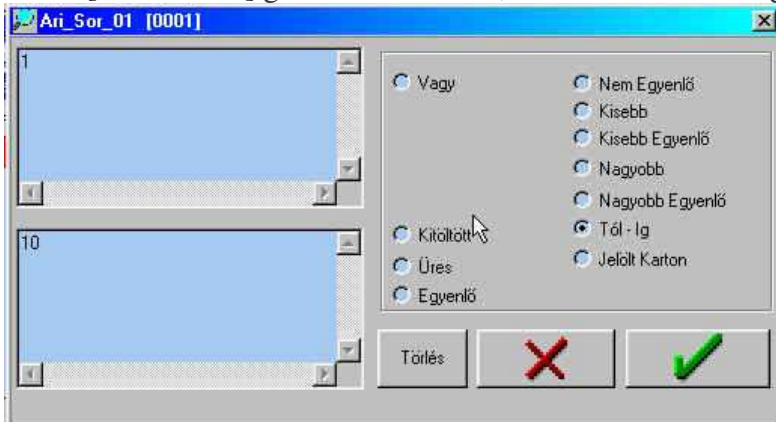 Ari_Sor_01 [0001]
1
10
Vagy
Kitöltött
Üres
Egyenlő
Nem Egyenlő
Kisebb
Kisebb Egyenlő
Nagyobb
Nagyobb Egyenlő
Tól - Ig
Jelölt Karton
Törlés